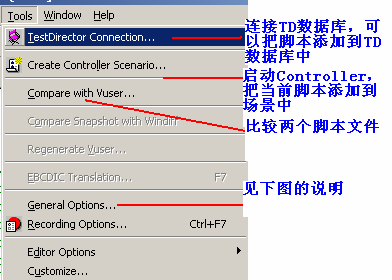 Tools Window Help
TestDirector Connection...
Create Controller Scenario...
Compare with Vuser...
Compare Snapshot with Windiff
Regenerate Vuser...
EBCDIC Translation... F7
General Options...
Recording Options... Ctrl+F7
Editor Options
Customize...
连接TD数据库，可
以把脚本添加到TD
数据库中
启动Controller，
把当前脚本添加到
场景中
比较两个脚本文件
见下图的说明